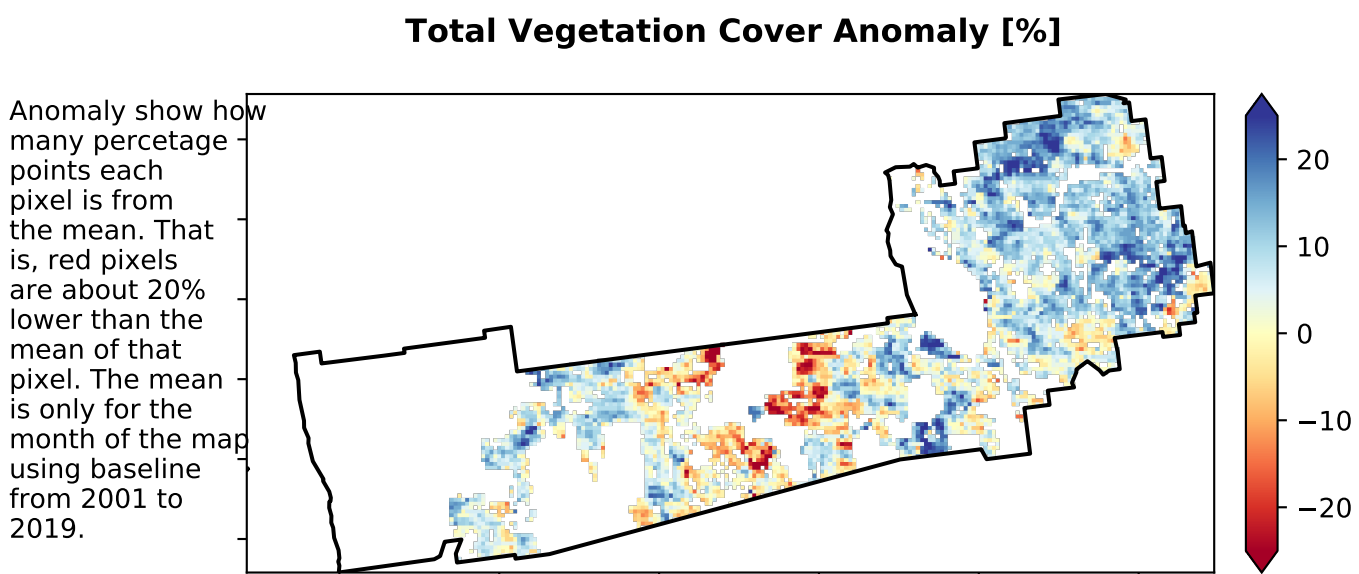 Total Vegetation Cover Anomaly [%]
Anomaly show how
many percetage
points each
pixel is from
the mean. That
is, red pixels
are about 20%
lower than the
mean of that
pixel. The mean
is only for the
month of the map
using baseline
from 2001 to
2019.
20
10
0
−10
−20